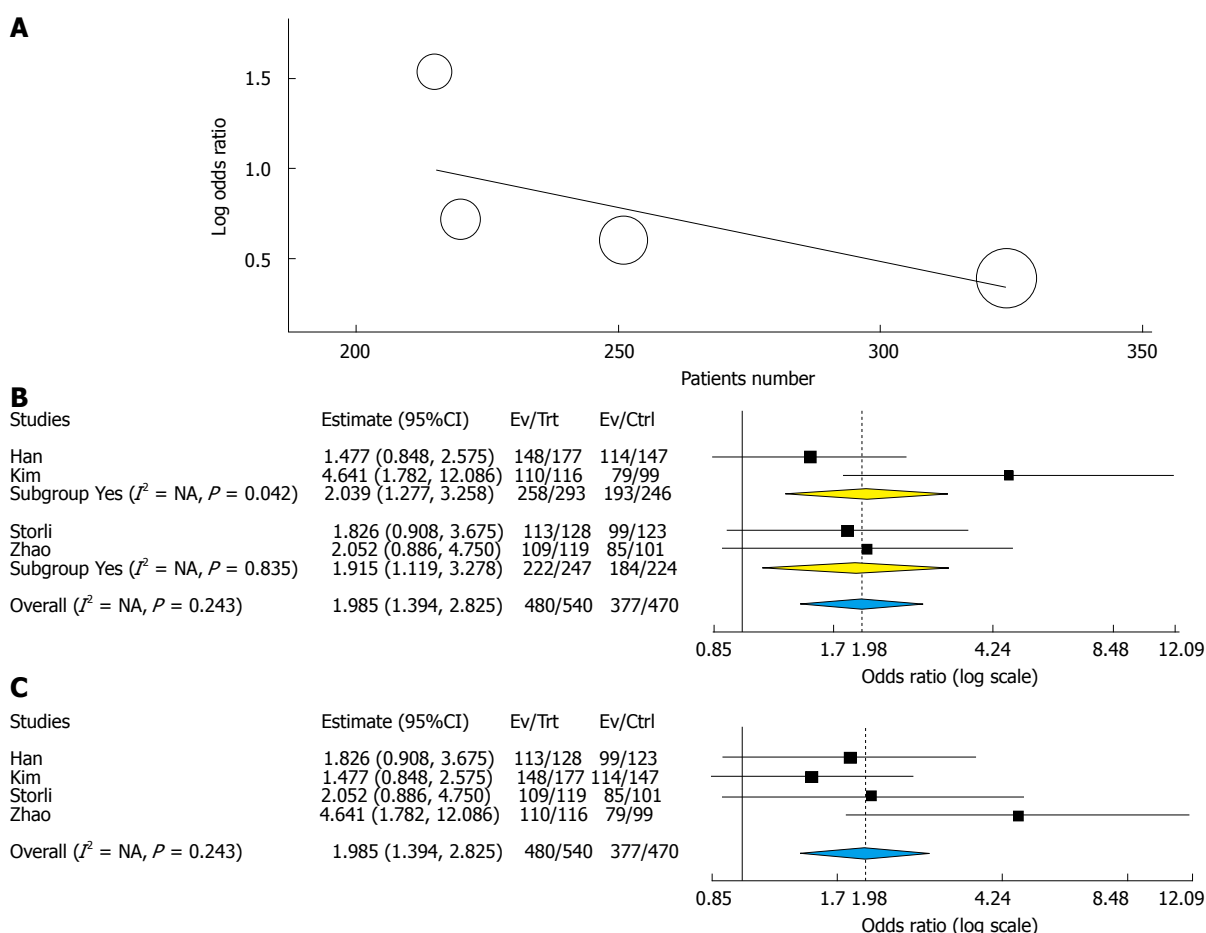 A
1.5
1.0
0.5
Log odds ratio
200 250 300 350
Patients number
B
Studies Estimate (95%CI) Ev/Trt Ev/Ctrl
Han 1.477 (0.848, 2.575) 148/177 114/147
Kim 4.641 (1.782, 12.086) 110/116 79/99
Subgroup Yes (I² = NA, P = 0.042) 2.039 (1.277, 3.258) 258/293 193/246
Storli 1.826 (0.908, 3.675) 113/128 99/123
Zhao 2.052 (0.886, 4.750) 109/119 85/101
Subgroup Yes (I² = NA, P = 0.835) 1.915 (1.119, 3.278) 222/247 184/224
Overall (I² = NA, P = 0.243) 1.985 (1.394, 2.825) 480/540 377/470
0.85 1.7 1.98 4.24 8.48 12.09
Odds ratio (log scale)
C
Studies Estimate (95%CI) Ev/Trt Ev/Ctrl
Han 1.826 (0.908, 3.675) 113/128 99/123
Kim 1.477 (0.848, 2.575) 148/177 114/147
Storli 2.052 (0.886, 4.750) 109/119 85/101
Zhao 4.641 (1.782, 12.086) 110/116 79/99
Overall (I² = NA, P = 0.243) 1.985 (1.394, 2.825) 480/540 377/470
0.85 1.7 1.98 4.24 8.48 12.09
Odds ratio (log scale)